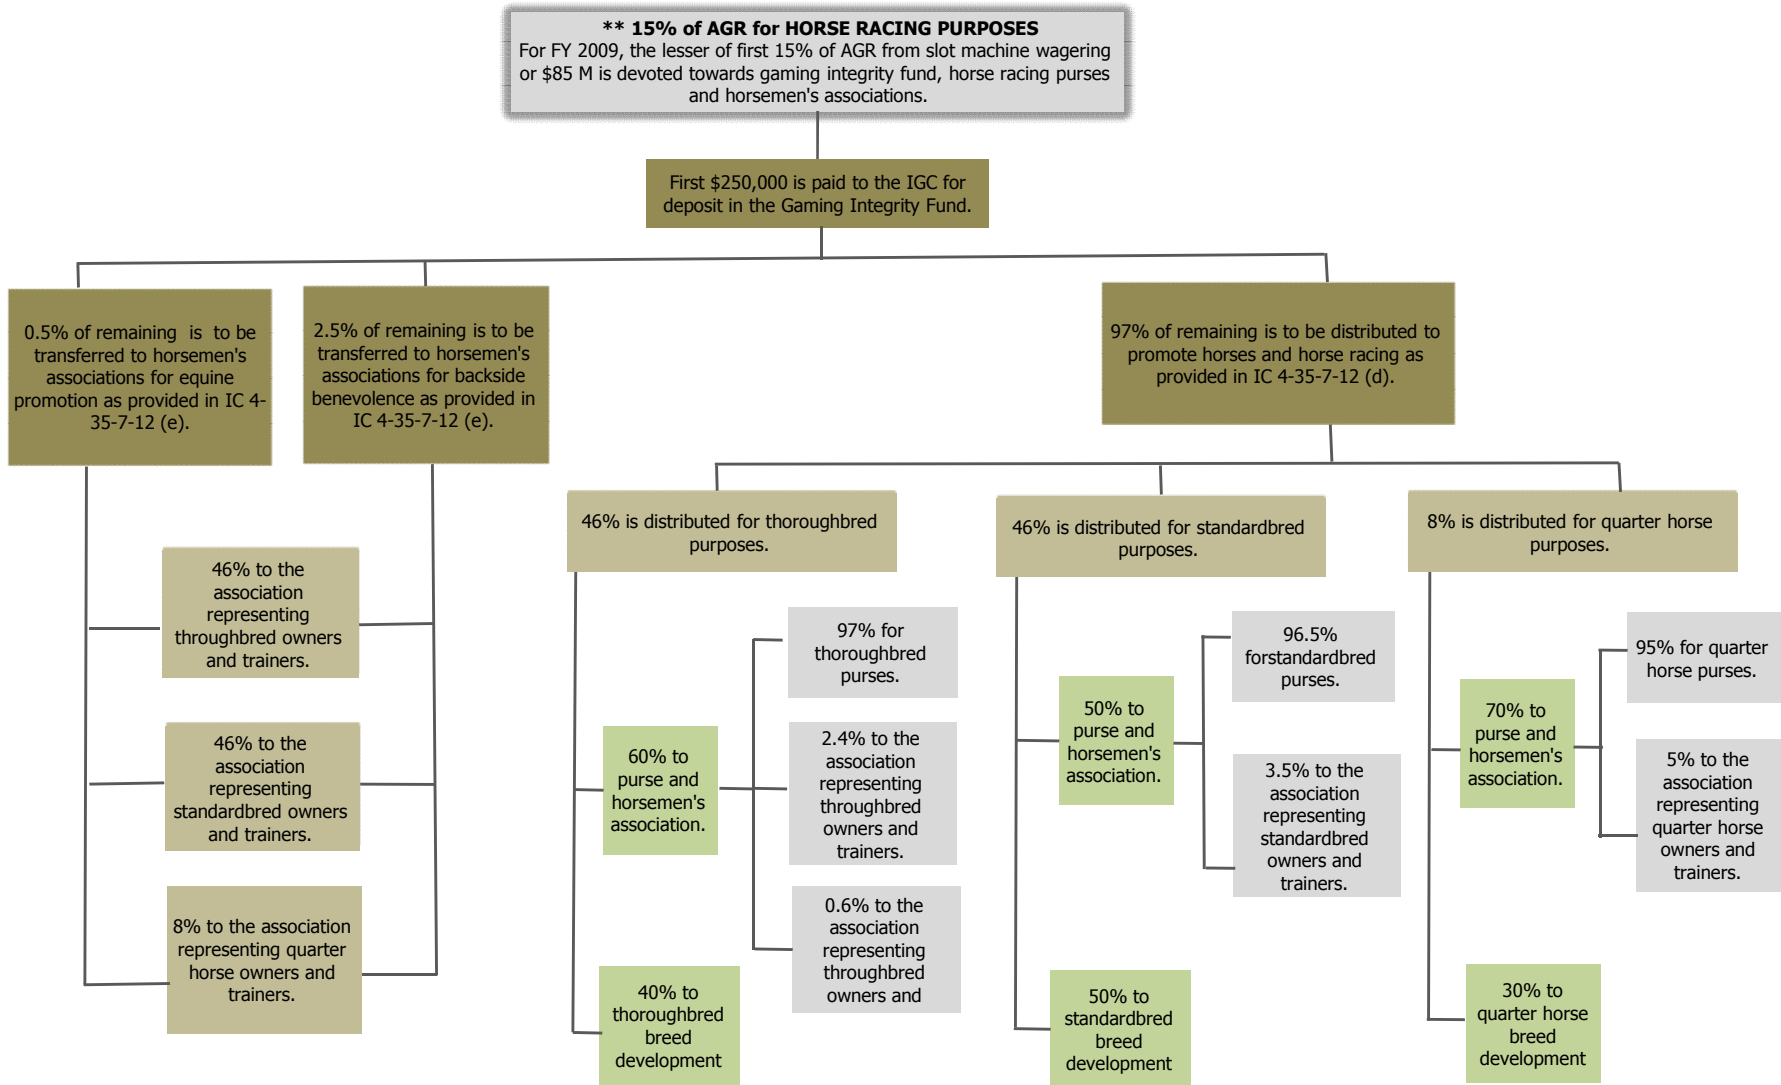 ** 15% of AGR for HORSE RACING PURPOSES
For FY 2009, the lesser of first 15% of AGR from slot machine wagering
or $85 M is devoted towards gaming integrity fund, horse racing purses
and horsemen's associations.
First $250,000 is paid to the IGC for
deposit in the Gaming Integrity Fund.
0.5% of remaining is to be
transferred to horsemen's
associations for equine
promotion as provided in IC 4-
35-7-12 (e).
2.5% of remaining is to be
transferred to horsemen's
associations for backside
benevolence as provided in
IC 4-35-7-12 (e).
97% of remaining is to be distributed to
promote horses and horse racing as
provided in IC 4-35-7-12 (d).
46% to the
association
representing
throughbred owners
and trainers.
46% to the
association
representing
standardbred owners
and trainers.
8% to the association
representing quarter
horse owners and
trainers.
46% is distributed for thoroughbred
purposes.
60% to
purse and
horsemen's
association.
97% for
thoroughbred
purses.
2.4% to the
association
representing
throughbred
owners and
trainers.
0.6% to the
association
representing
throughbred
owners and
40% to
thoroughbred
breed
development
46% is distributed for standardbred
purposes.
50% to
purse and
horsemen's
association.
96.5%
forstandardbred
purses.
3.5% to the
association
representing
standardbred
owners and
trainers.
50% to
standardbred
breed
development
8% is distributed for quarter horse
purposes.
70% to
purse and
horsemen's
association.
95% for quarter
horse purses.
5% to the
association
representing
quarter horse
owners and
trainers.
30% to
quarter horse
breed
development